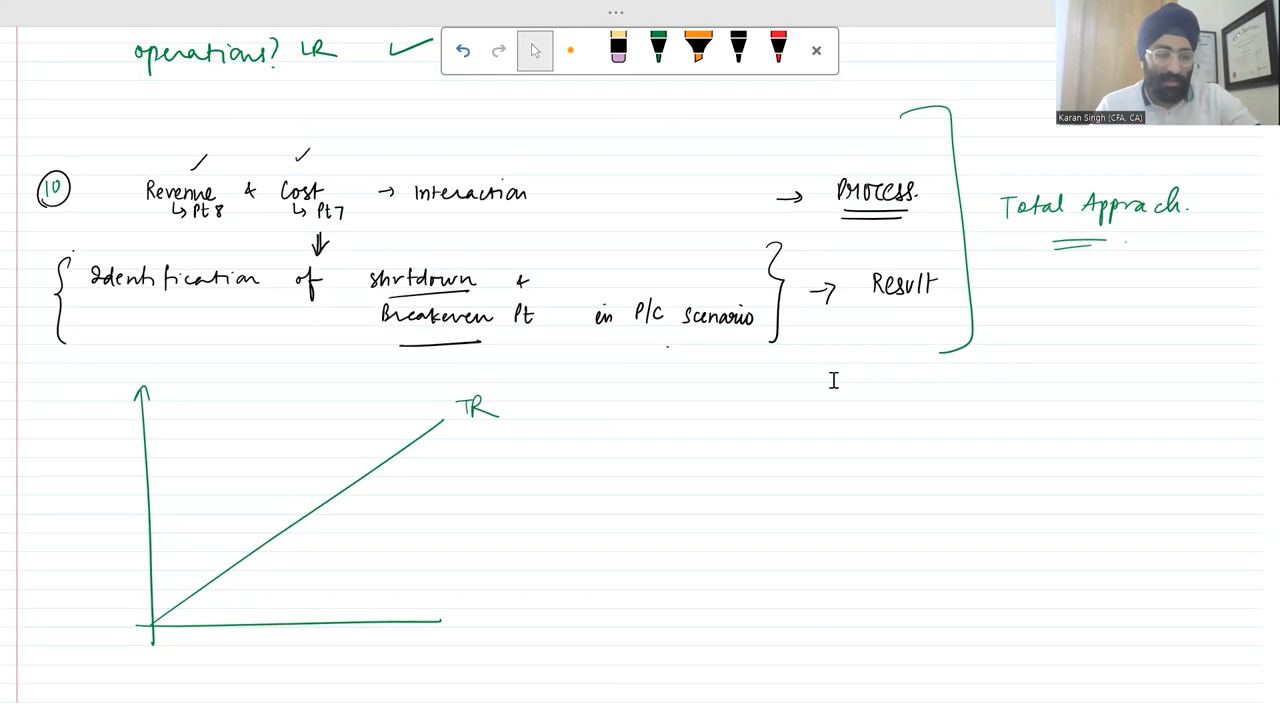 operations? LR
Karan Singh (CFA, CA)
10 Revenue & Cost → Interaction → Process.
↳ Pt 8 ↳ Pt 7
Total Apprach.
Identification of shutdown &
Breakeven Pt in P/C scenario → Result
TR